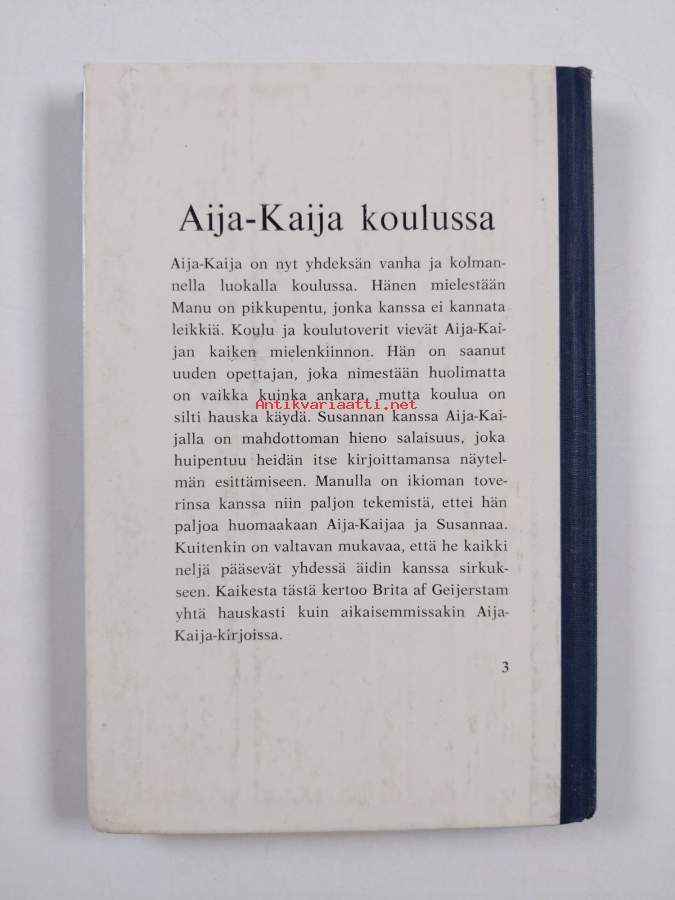 Aija-Kaija koulussa
Aija-Kaija on nyt yhdeksän vanha ja kolman-
nella luokalla koulussa. Hänen mielestään
Manu on pikkupentu, jonka kanssa ei kannata
leikkiä. Koulu ja koulutoverit vievät Aija-Kai-
jan kaiken mielenkiinnon. Hän on saanut
uuden opettajan, joka nimestään huolimatta
on vaikka kuinka ankara, mutta koulua on
Antikvariaatti.net
silti hauska käydä. Susannan kanssa Aija-Kai-
jalla on mahdottoman hieno salaisuus, joka
huipentuu heidän itse kirjoittamansa näytel-
män esittämiseen. Manulla on ikioman tove-
rinsa kanssa niin paljon tekemistä, ettei hän
paljoa huomaakaan Aija-Kaijaa ja Susannaa.
Kuitenkin on valtavan mukavaa, että he kaikki
neljä pääsevät yhdessä äidin kanssa sirkuk-
seen. Kaikesta tästä kertoo Brita af Geijerstam
yhtä hauskasti kuin aikaisemmissakin Aija-
Kaija-kirjoissa.
3